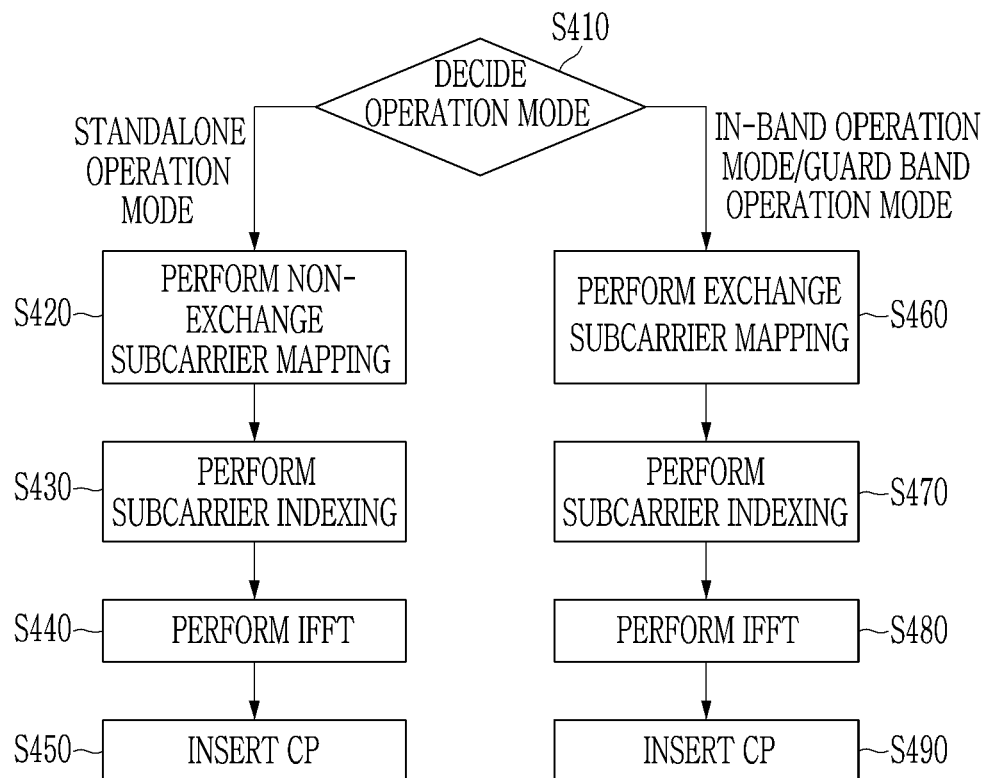 S410
DECIDE
OPERATION MODE
STANDALONE
OPERATION
MODE
IN-BAND OPERATION
MODE/GUARD BAND
OPERATION MODE
S420
PERFORM NON-
EXCHANGE
SUBCARRIER MAPPING
PERFORM EXCHANGE
SUBCARRIER MAPPING
S460
S430
PERFORM
SUBCARRIER INDEXING
PERFORM
SUBCARRIER INDEXING
S470
S440
PERFORM IFFT
PERFORM IFFT
S480
S450
INSERT CP
INSERT CP
S490